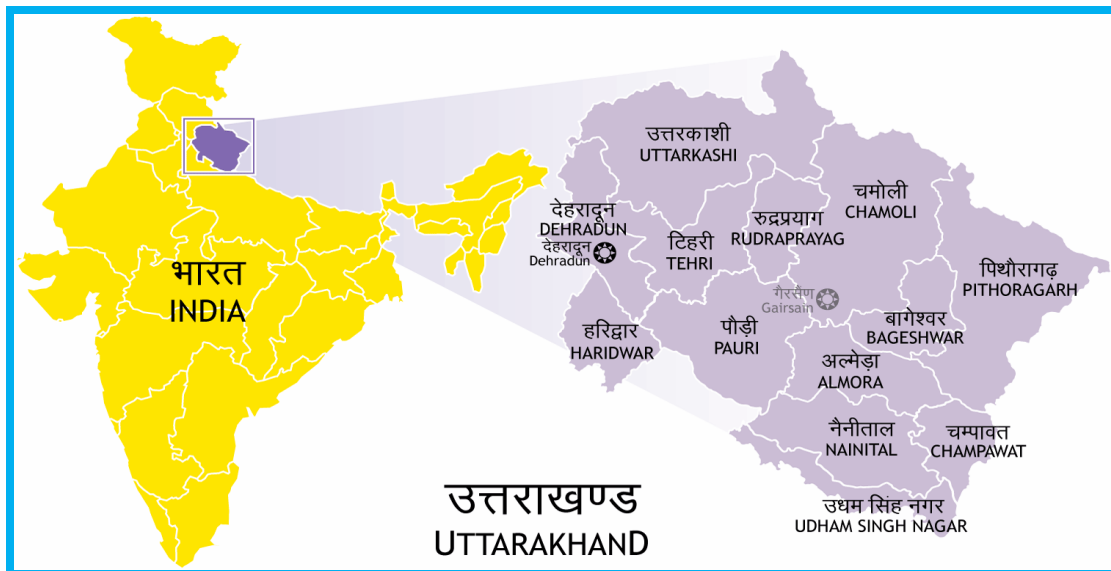 भारत
INDIA
उत्तरकाशी
UTTARKASHI
चमोली
CHAMOLI
देहरादून
DEHRADUN
देहरादून
Dehradun
टिहरी
TEHRI
रुद्रप्रयाग
RUDRAPRAYAG
पिथौरागढ़
PITHORAGARH
गैरसैंण
Gairsain
हरिद्वार
HARIDWAR
पौड़ी
PAURI
बागेश्वर
BAGESHWAR
अल्मेड़ा
ALMORA
नैनीताल
NAINITAL
चम्पावत
CHAMPAWAT
उधम सिंह नगर
UDHAM SINGH NAGAR
उत्तराखण्ड
UTTARAKHAND